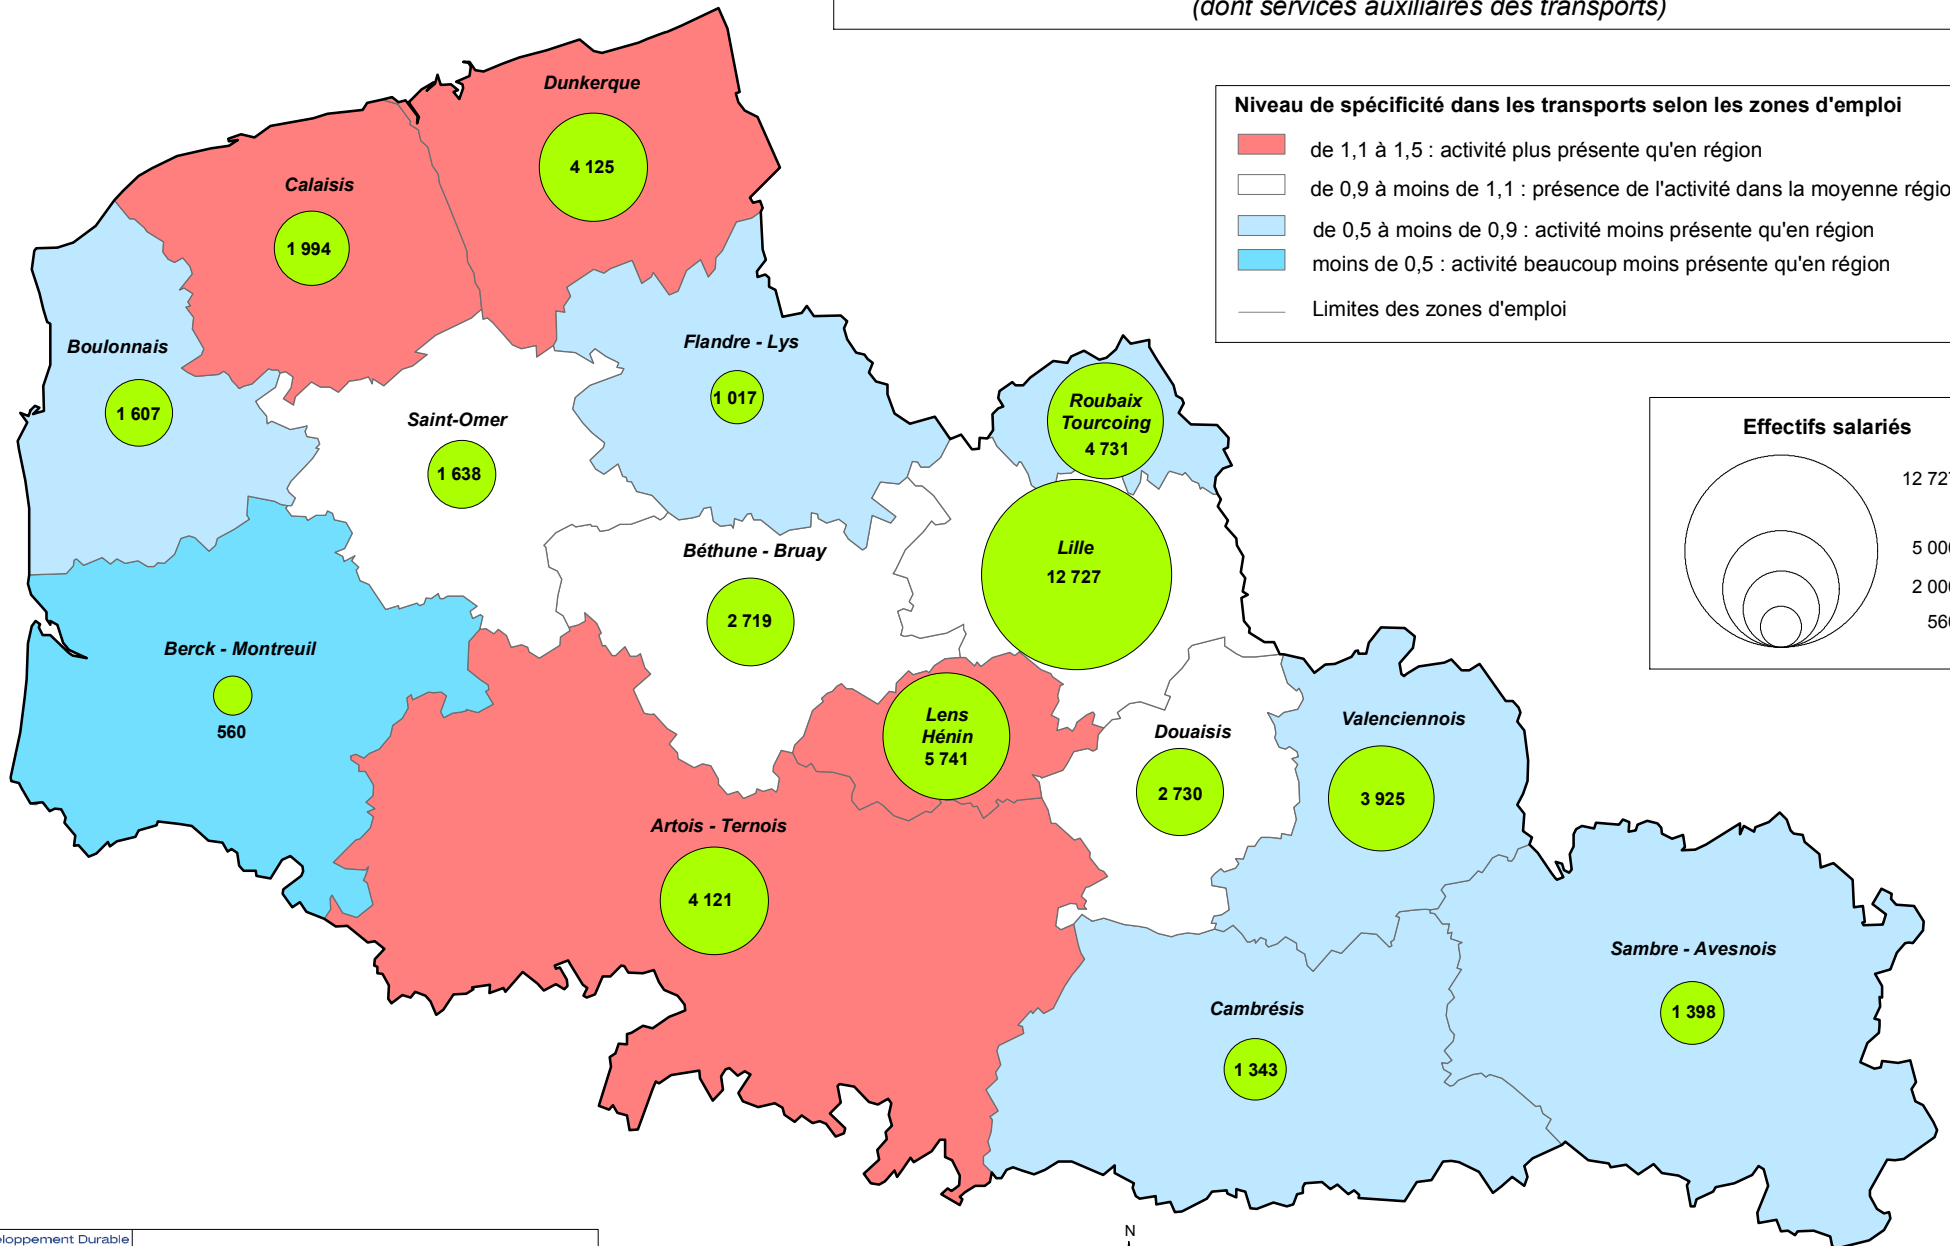 (dont services auxiliaires des transports)
Niveau de spécificité dans les transports selon les zones d'emploi
de 1,1 à 1,5 : activité plus présente qu'en région
de 0,9 à moins de 1,1 : présence de l'activité dans la moyenne régio
de 0,5 à moins de 0,9 : activité moins présente qu'en région
moins de 0,5 : activité beaucoup moins présente qu'en région
Limites des zones d'emploi
Effectifs salariés
12 727
5 000
2 000
560
Dunkerque
4 125
Calaisis
1 994
Boulonnais
1 607
Flandre - Lys
1 017
Saint-Omer
1 638
Roubaix
Tourcoing
4 731
Lille
12 727
Béthune - Bruay
2 719
Berck - Montreuil
560
Lens
Hénin
5 741
Douaisis
2 730
Valenciennois
3 925
Artois - Ternois
4 121
Sambre - Avesnois
1 398
Cambrésis
1 343
eloppement Durable
N